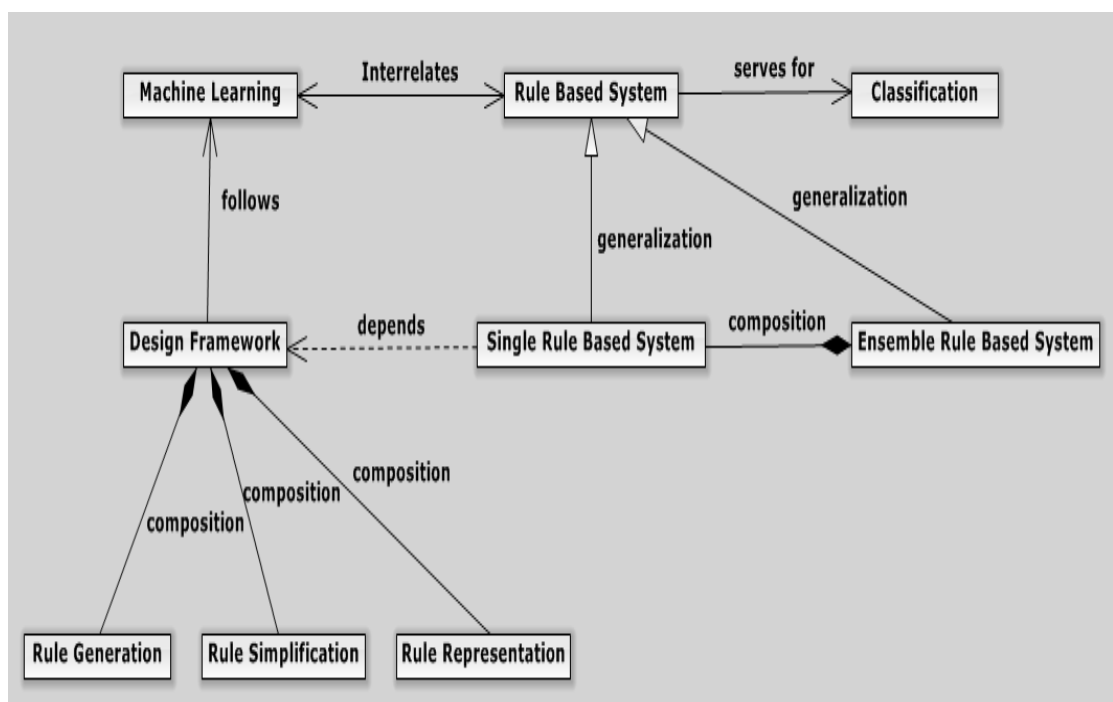 Interrelates
serves for
Machine Learning
Rule Based System
Classification
follows
generalization
generalization
depends
composition
Design Framework
Single Rule Based System
Ensemble Rule Based System
composition
composition
composition
Rule Generation
Rule Simplification
Rule Representation